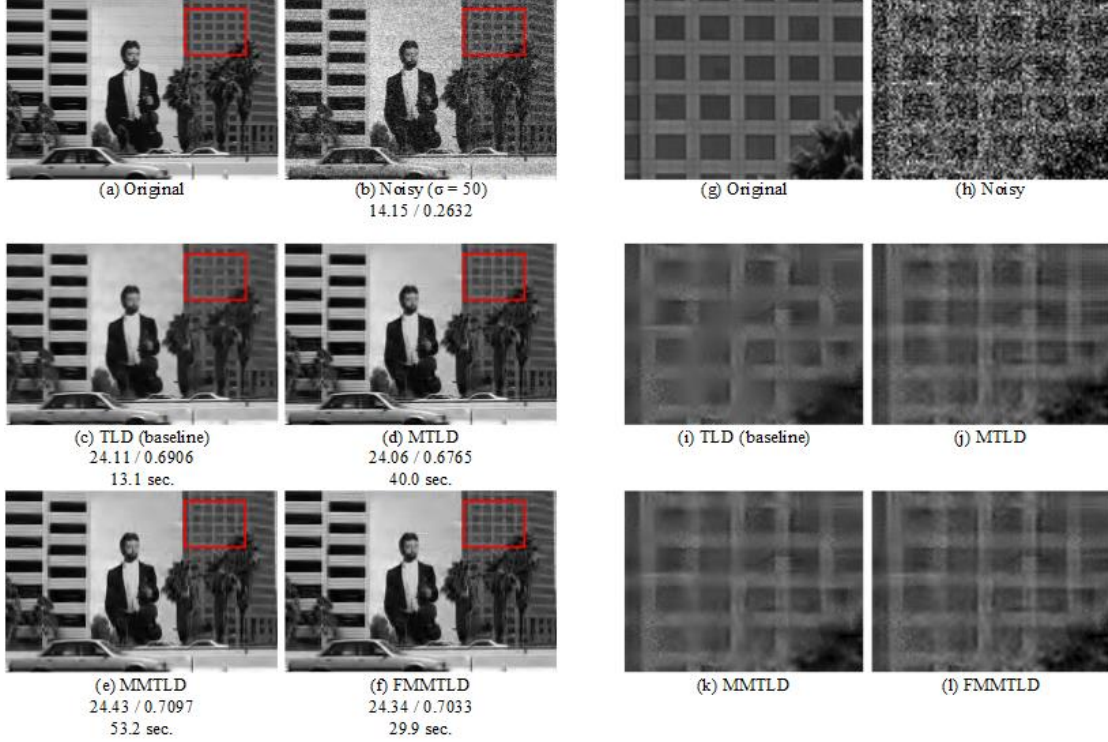 (a) Original
(b) Noisy (σ = 50)
14.15 / 0.2632
(g) Original
(h) Noisy
(c) TLD (baseline)
24.11 / 0.6906
13.1 sec.
(d) MTLD
24.06 / 0.6765
40.0 sec.
(i) TLD (baseline)
(j) MTLD
(e) MMTLD
24.43 / 0.7097
53.2 sec.
(f) FMMTLD
24.34 / 0.7033
29.9 sec.
(k) MMTLD
(l) FMMTLD